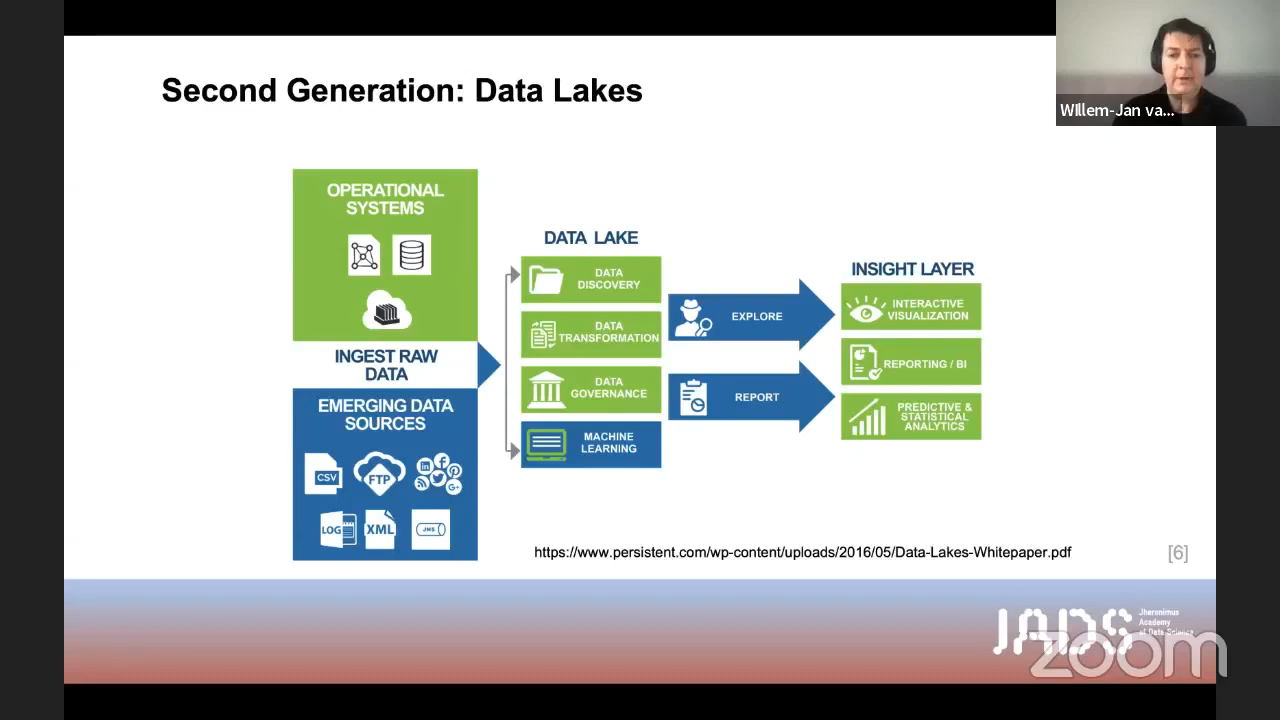 WIllem-Jan va...
Second Generation: Data Lakes
OPERATIONAL
SYSTEMS
INGEST RAW
DATA
EMERGING DATA
SOURCES
CSV
FTP
LOG
XML
JMS
DATA LAKE
DATA
DISCOVERY
DATA
TRANSFORMATION
DATA
GOVERNANCE
MACHINE
LEARNING
EXPLORE
REPORT
INSIGHT LAYER
INTERACTIVE
VISUALIZATION
REPORTING / BI
PREDICTIVE &
STATISTICAL
ANALYTICS
https://www.persistent.com/wp-content/uploads/2016/05/Data-Lakes-Whitepaper.pdf
[6]
JADS
Jheronimus
Academy
of Data Science
zoom